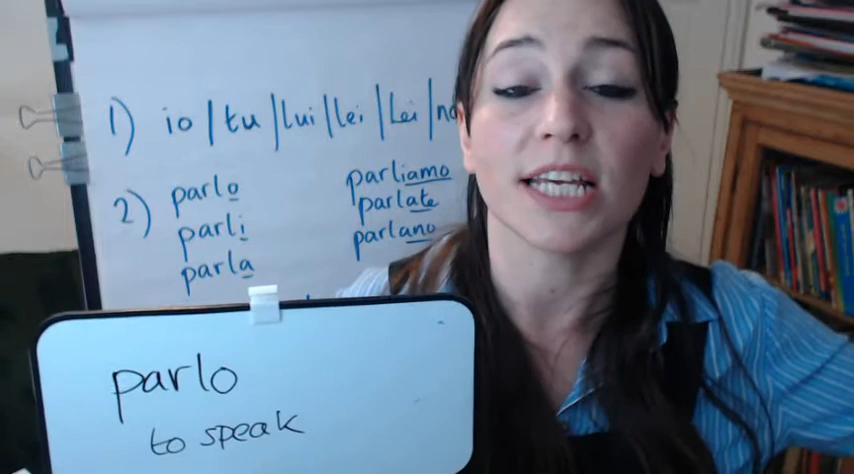 1) io | tu | lui | lei | Lei |
2) parlo parliamo
parli parlate
parla parlano
parlo
to speak